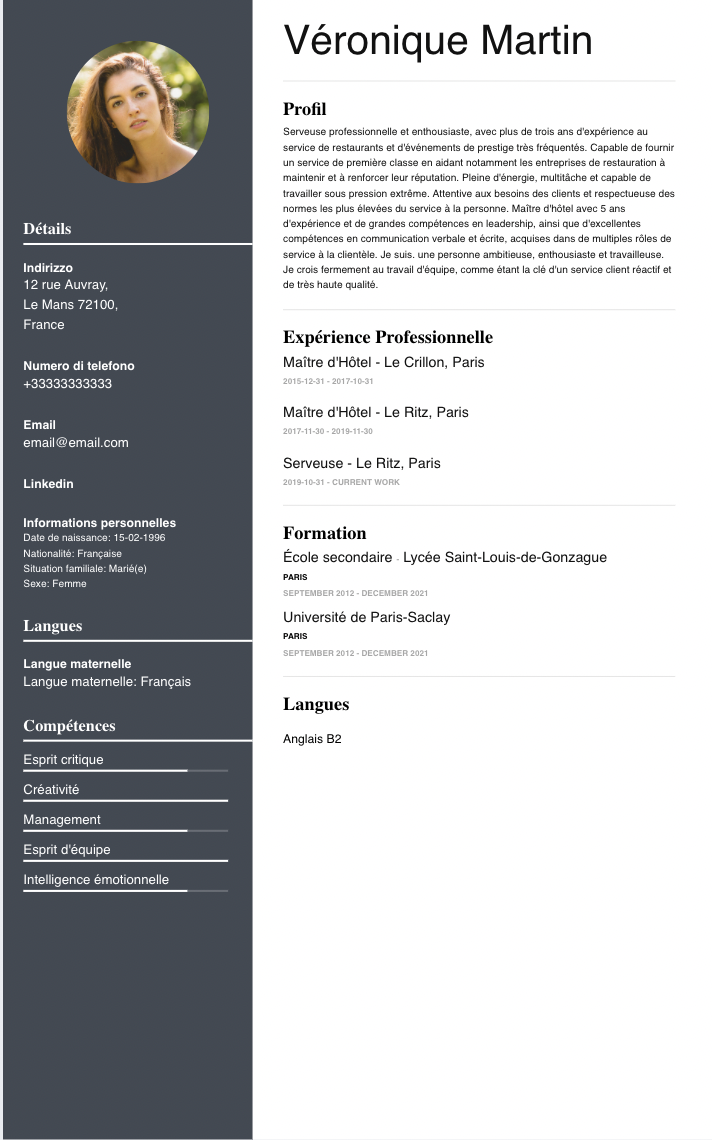 Véronique Martin
Profil
Serveuse professionnelle et enthousiaste, avec plus de trois ans d'expérience au
service de restaurants et d'événements de prestige très fréquentés. Capable de fournir
un service de première classe en aidant notamment les entreprises de restauration à
maintenir et à renforcer leur réputation. Pleine d'énergie, multitâche et capable de
travailler sous pression extrême. Attentive aux besoins des clients et respectueuse des
normes les plus élevées du service à la personne. Maître d'hôtel avec 5 ans
d'expérience et de grandes compétences en leadership, ainsi que d'excellentes
compétences en communication verbale et écrite, acquises dans de multiples rôles de
service à la clientèle. Je suis. une personne ambitieuse, enthousiaste et travailleuse.
Je crois fermement au travail d'équipe, comme étant la clé d'un service client réactif et
de très haute qualité.
Expérience Professionnelle
Maître d'Hôtel - Le Crillon, Paris
2015-12-31 - 2017-10-31
Maître d'Hôtel - Le Ritz, Paris
2017-11-30 - 2019-11-30
Serveuse - Le Ritz, Paris
2019-10-31 - CURRENT WORK
Formation
École secondaire - Lycée Saint-Louis-de-Gonzague
PARIS
SEPTEMBER 2012 - DECEMBER 2021
Université de Paris-Saclay
PARIS
SEPTEMBER 2012 - DECEMBER 2021
Langues
Anglais B2
Détails
Indirizzo
12 rue Auvray,
Le Mans 72100,
France
Numero di telefono
+33333333333
Email
email@email.com
Linkedin
Informations personnelles
Date de naissance: 15-02-1996
Nationalité: Française
Situation familiale: Marié(e)
Sexe: Femme
Langues
Langue maternelle
Langue maternelle: Français
Compétences
Esprit critique
Créativité
Management
Esprit d'équipe
Intelligence émotionnelle